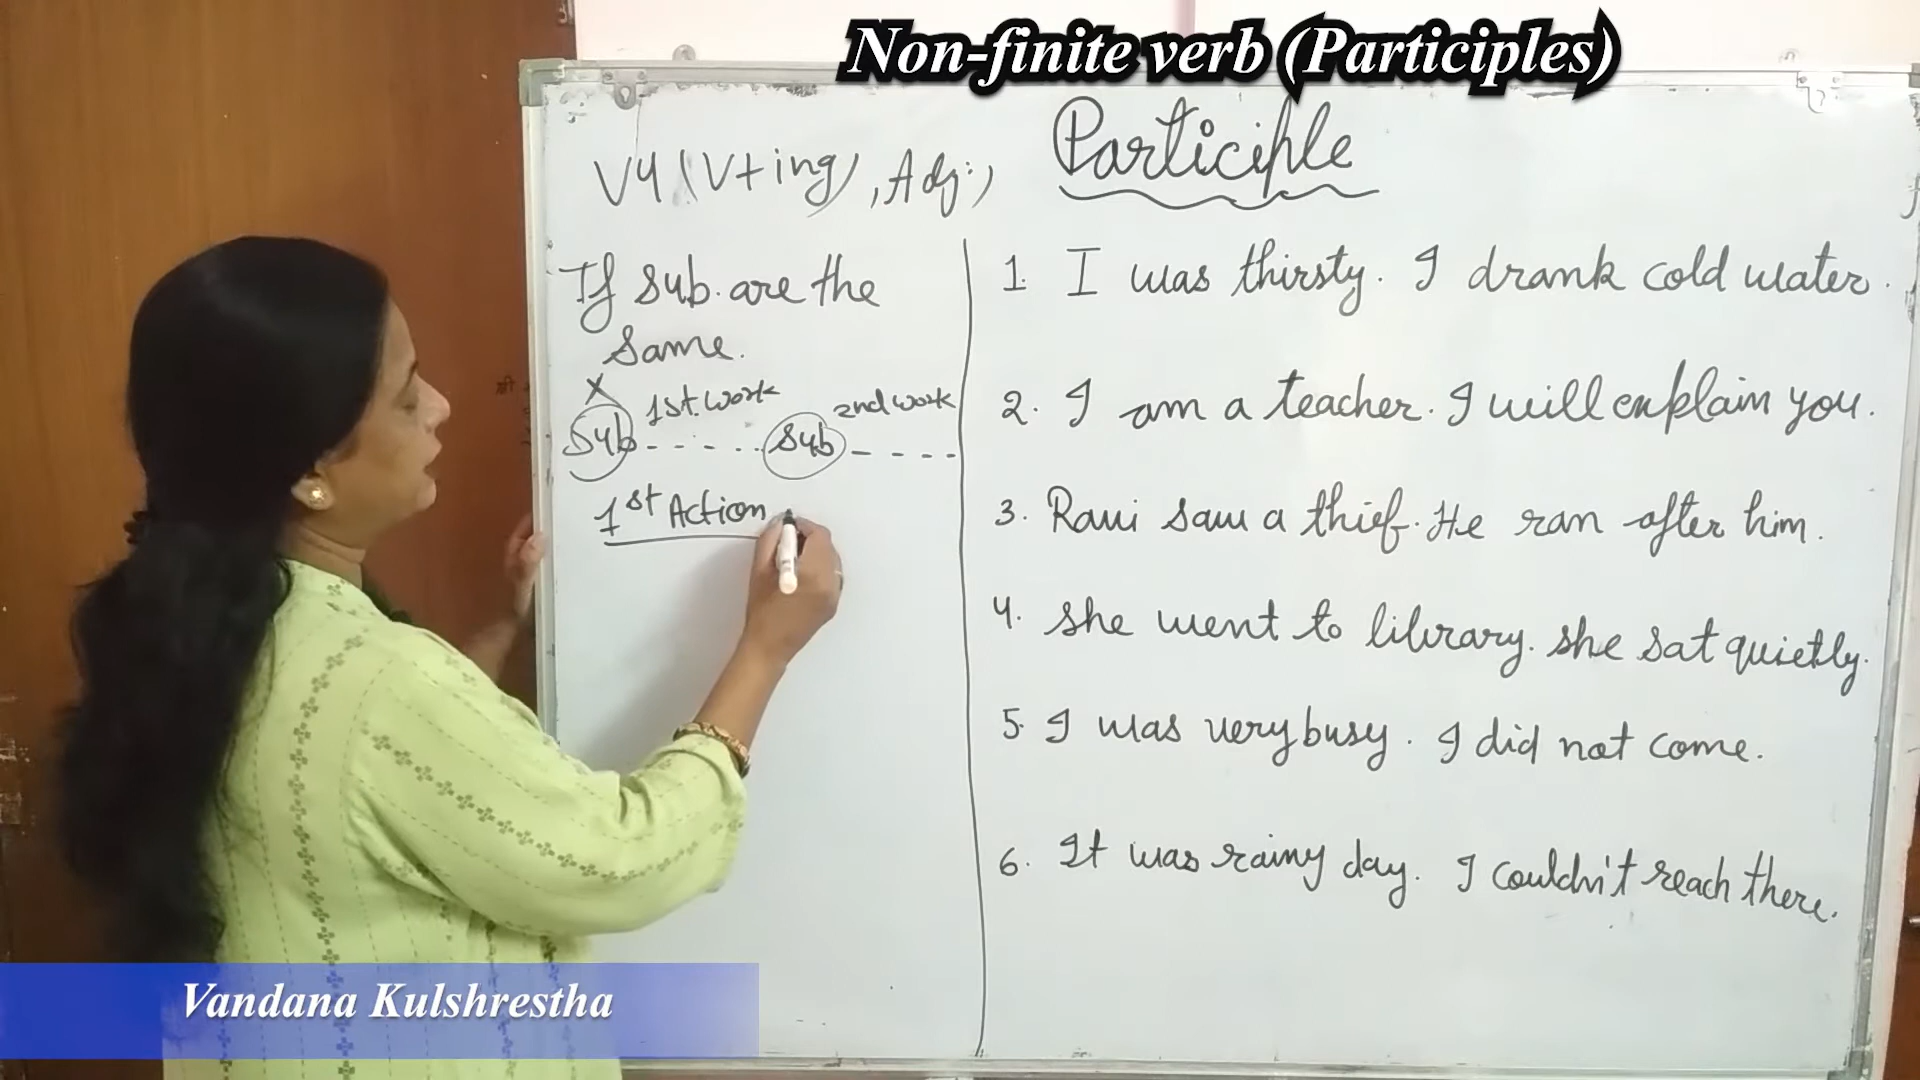 Non-finite verb (Participles)
Participle
V4 (V+ing), Adj:)
If sub. are the
same.
X
1st. work 2nd work
Sub - - - - - Sub - - - -
1st Action
1. I was thirsty. I drank cold water.
2. I am a teacher. I will explain you.
3. Ravi saw a thief. He ran after him.
4. she went to library. she sat quietly.
5. I was very busy. I did not come.
6. It was rainy day. I couldn't reach there.
Vandana Kulshrestha